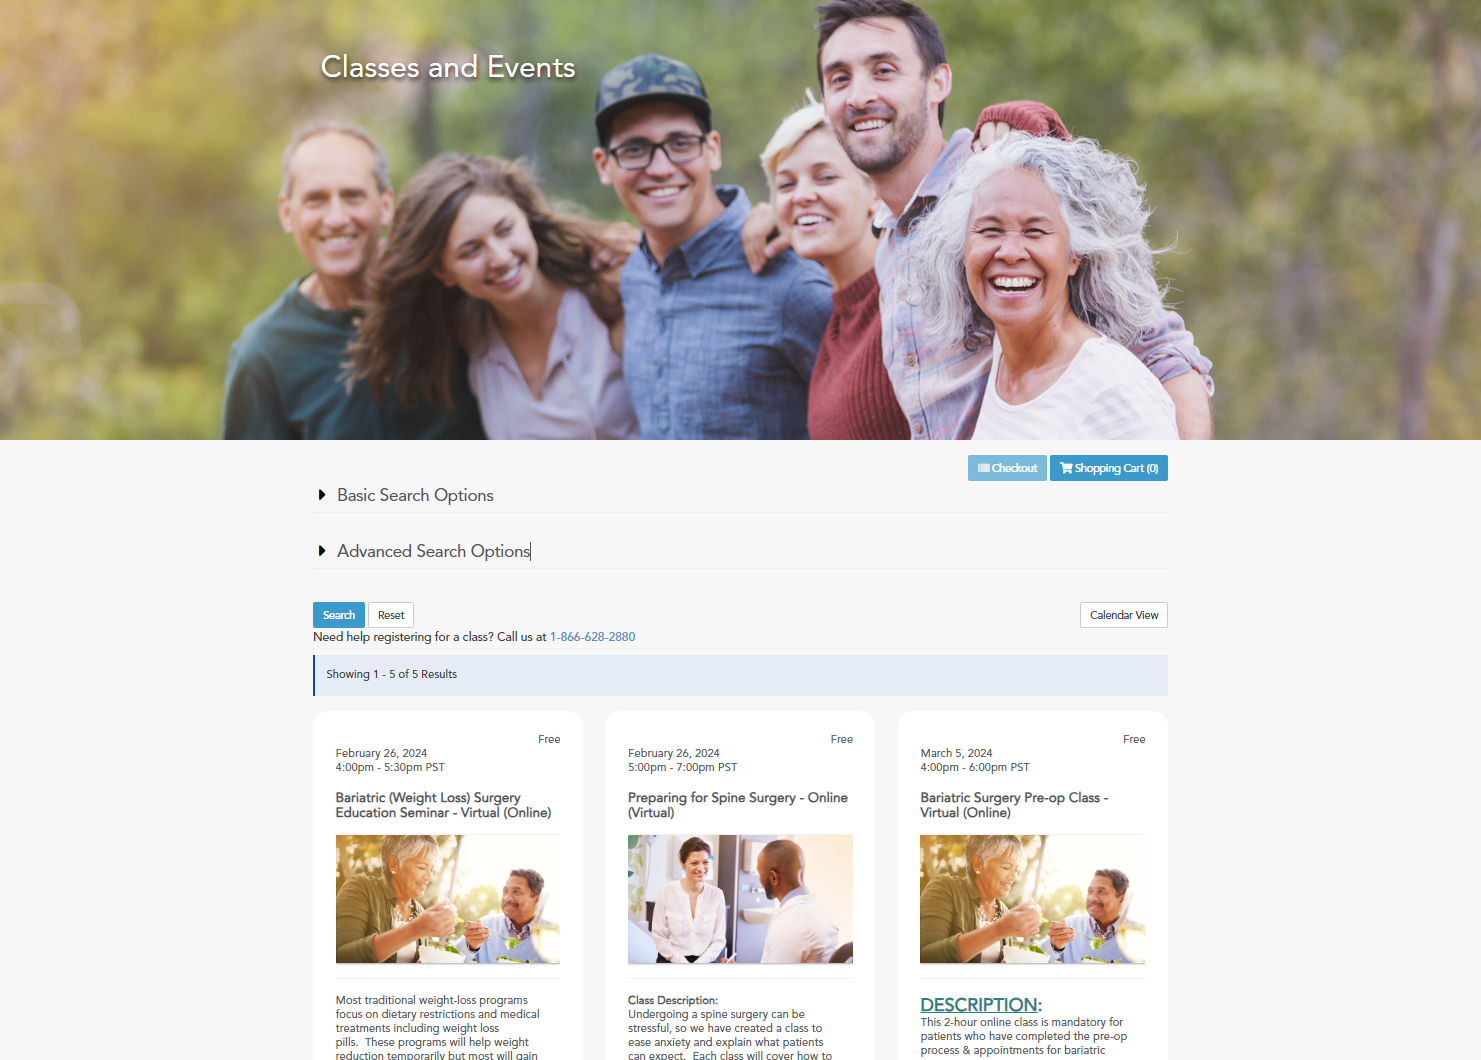 Classes and Events
Checkout
Shopping Cart (0)
Basic Search Options
Advanced Search Options
Search
Reset
Calendar View
Need help registering for a class? Call us at 1-866-628-2880
Showing 1 - 5 of 5 Results
Free
February 26, 2024
4:00pm - 5:30pm PST
Bariatric (Weight Loss) Surgery
Education Seminar - Virtual (Online)
Most traditional weight-loss programs
focus on dietary restrictions and medical
treatments including weight loss
pills. These programs will help weight
reduction temporarily but most will gain
Free
February 26, 2024
5:00pm - 7:00pm PST
Preparing for Spine Surgery - Online
(Virtual)
Class Description:
Undergoing a spine surgery can be
stressful, so we have created a class to
ease anxiety and explain what patients
can expect. Each class will cover how to
Free
March 5, 2024
4:00pm - 6:00pm PST
Bariatric Surgery Pre-op Class -
Virtual (Online)
DESCRIPTION:
This 2-hour online class is mandatory for
patients who have completed the pre-op
process & appointments for bariatric